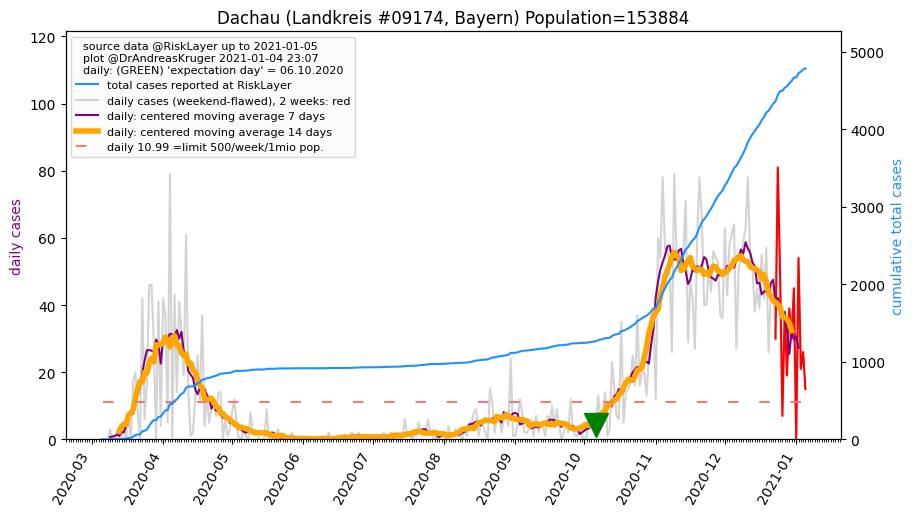 Dachau (Landkreis #09174, Bayern) Population=153884
source data @RiskLayer up to 2021-01-05
plot @DrAndreasKruger 2021-01-04 23:07
daily: (GREEN) 'expectation day' = 06.10.2020
total cases reported at RiskLayer
daily cases (weekend-flawed), 2 weeks: red
daily: centered moving average 7 days
daily: centered moving average 14 days
daily 10.99 =limit 500/week/1mio pop.
daily cases
120
100
80
60
40
20
0
cumulative total cases
5000
4000
3000
2000
1000
0
2020-03
2020-04
2020-05
2020-06
2020-07
2020-08
2020-09
2020-10
2020-11
2020-12
2021-01